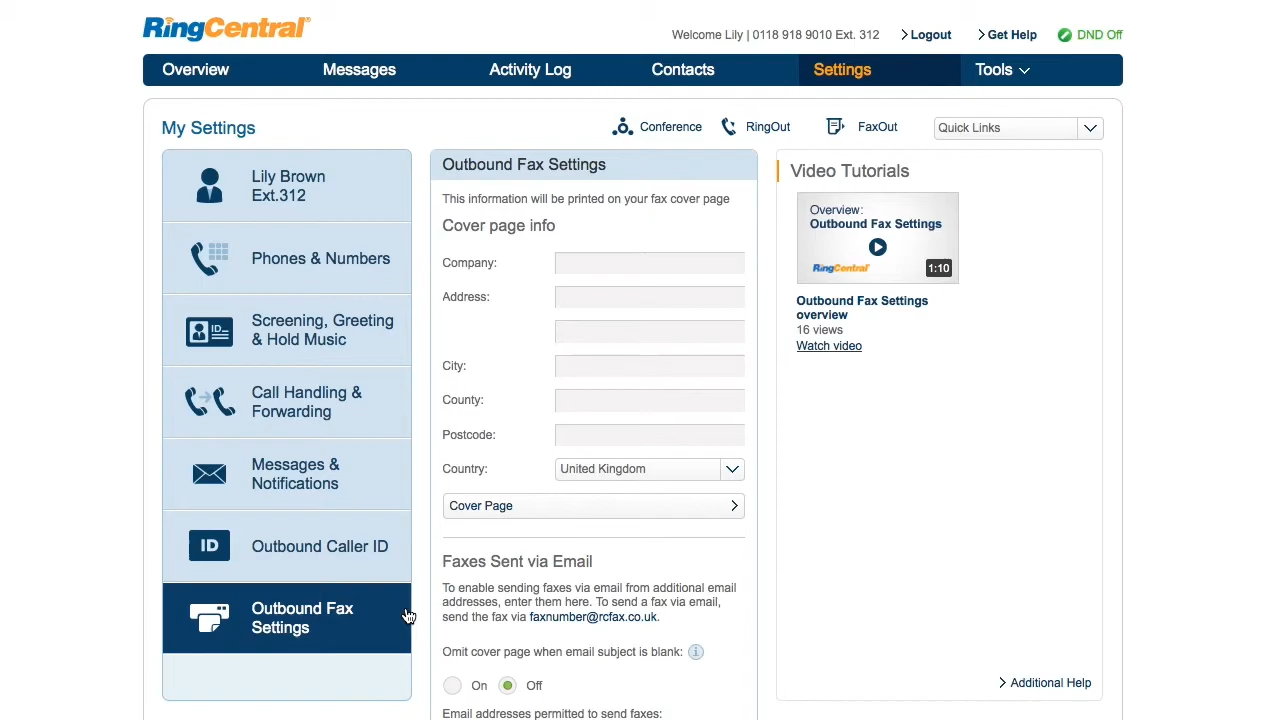 RingCentral
Welcome Lily | 0118 918 9010 Ext. 312
Logout
Get Help
DND Off
Overview
Messages
Activity Log
Contacts
Settings
Tools
My Settings
Conference
RingOut
FaxOut
Quick Links
Lily Brown
Ext.312
Phones & Numbers
ID
Screening, Greeting
& Hold Music
Call Handling &
Forwarding
Messages &
Notifications
ID
Outbound Caller ID
Outbound Fax
Settings
Outbound Fax Settings
This information will be printed on your fax cover page
Cover page info
Company:
Address:
City:
County:
Postcode:
Country:
United Kingdom
Cover Page
Faxes Sent via Email
To enable sending faxes via email from additional email
addresses, enter them here. To send a fax via email,
send the fax via faxnumber@rcfax.co.uk.
Omit cover page when email subject is blank:
On
Off
Email addresses permitted to send faxes:
Video Tutorials
Overview:
Outbound Fax Settings
RingCentral
1:10
Outbound Fax Settings
overview
16 views
Watch video
Additional Help